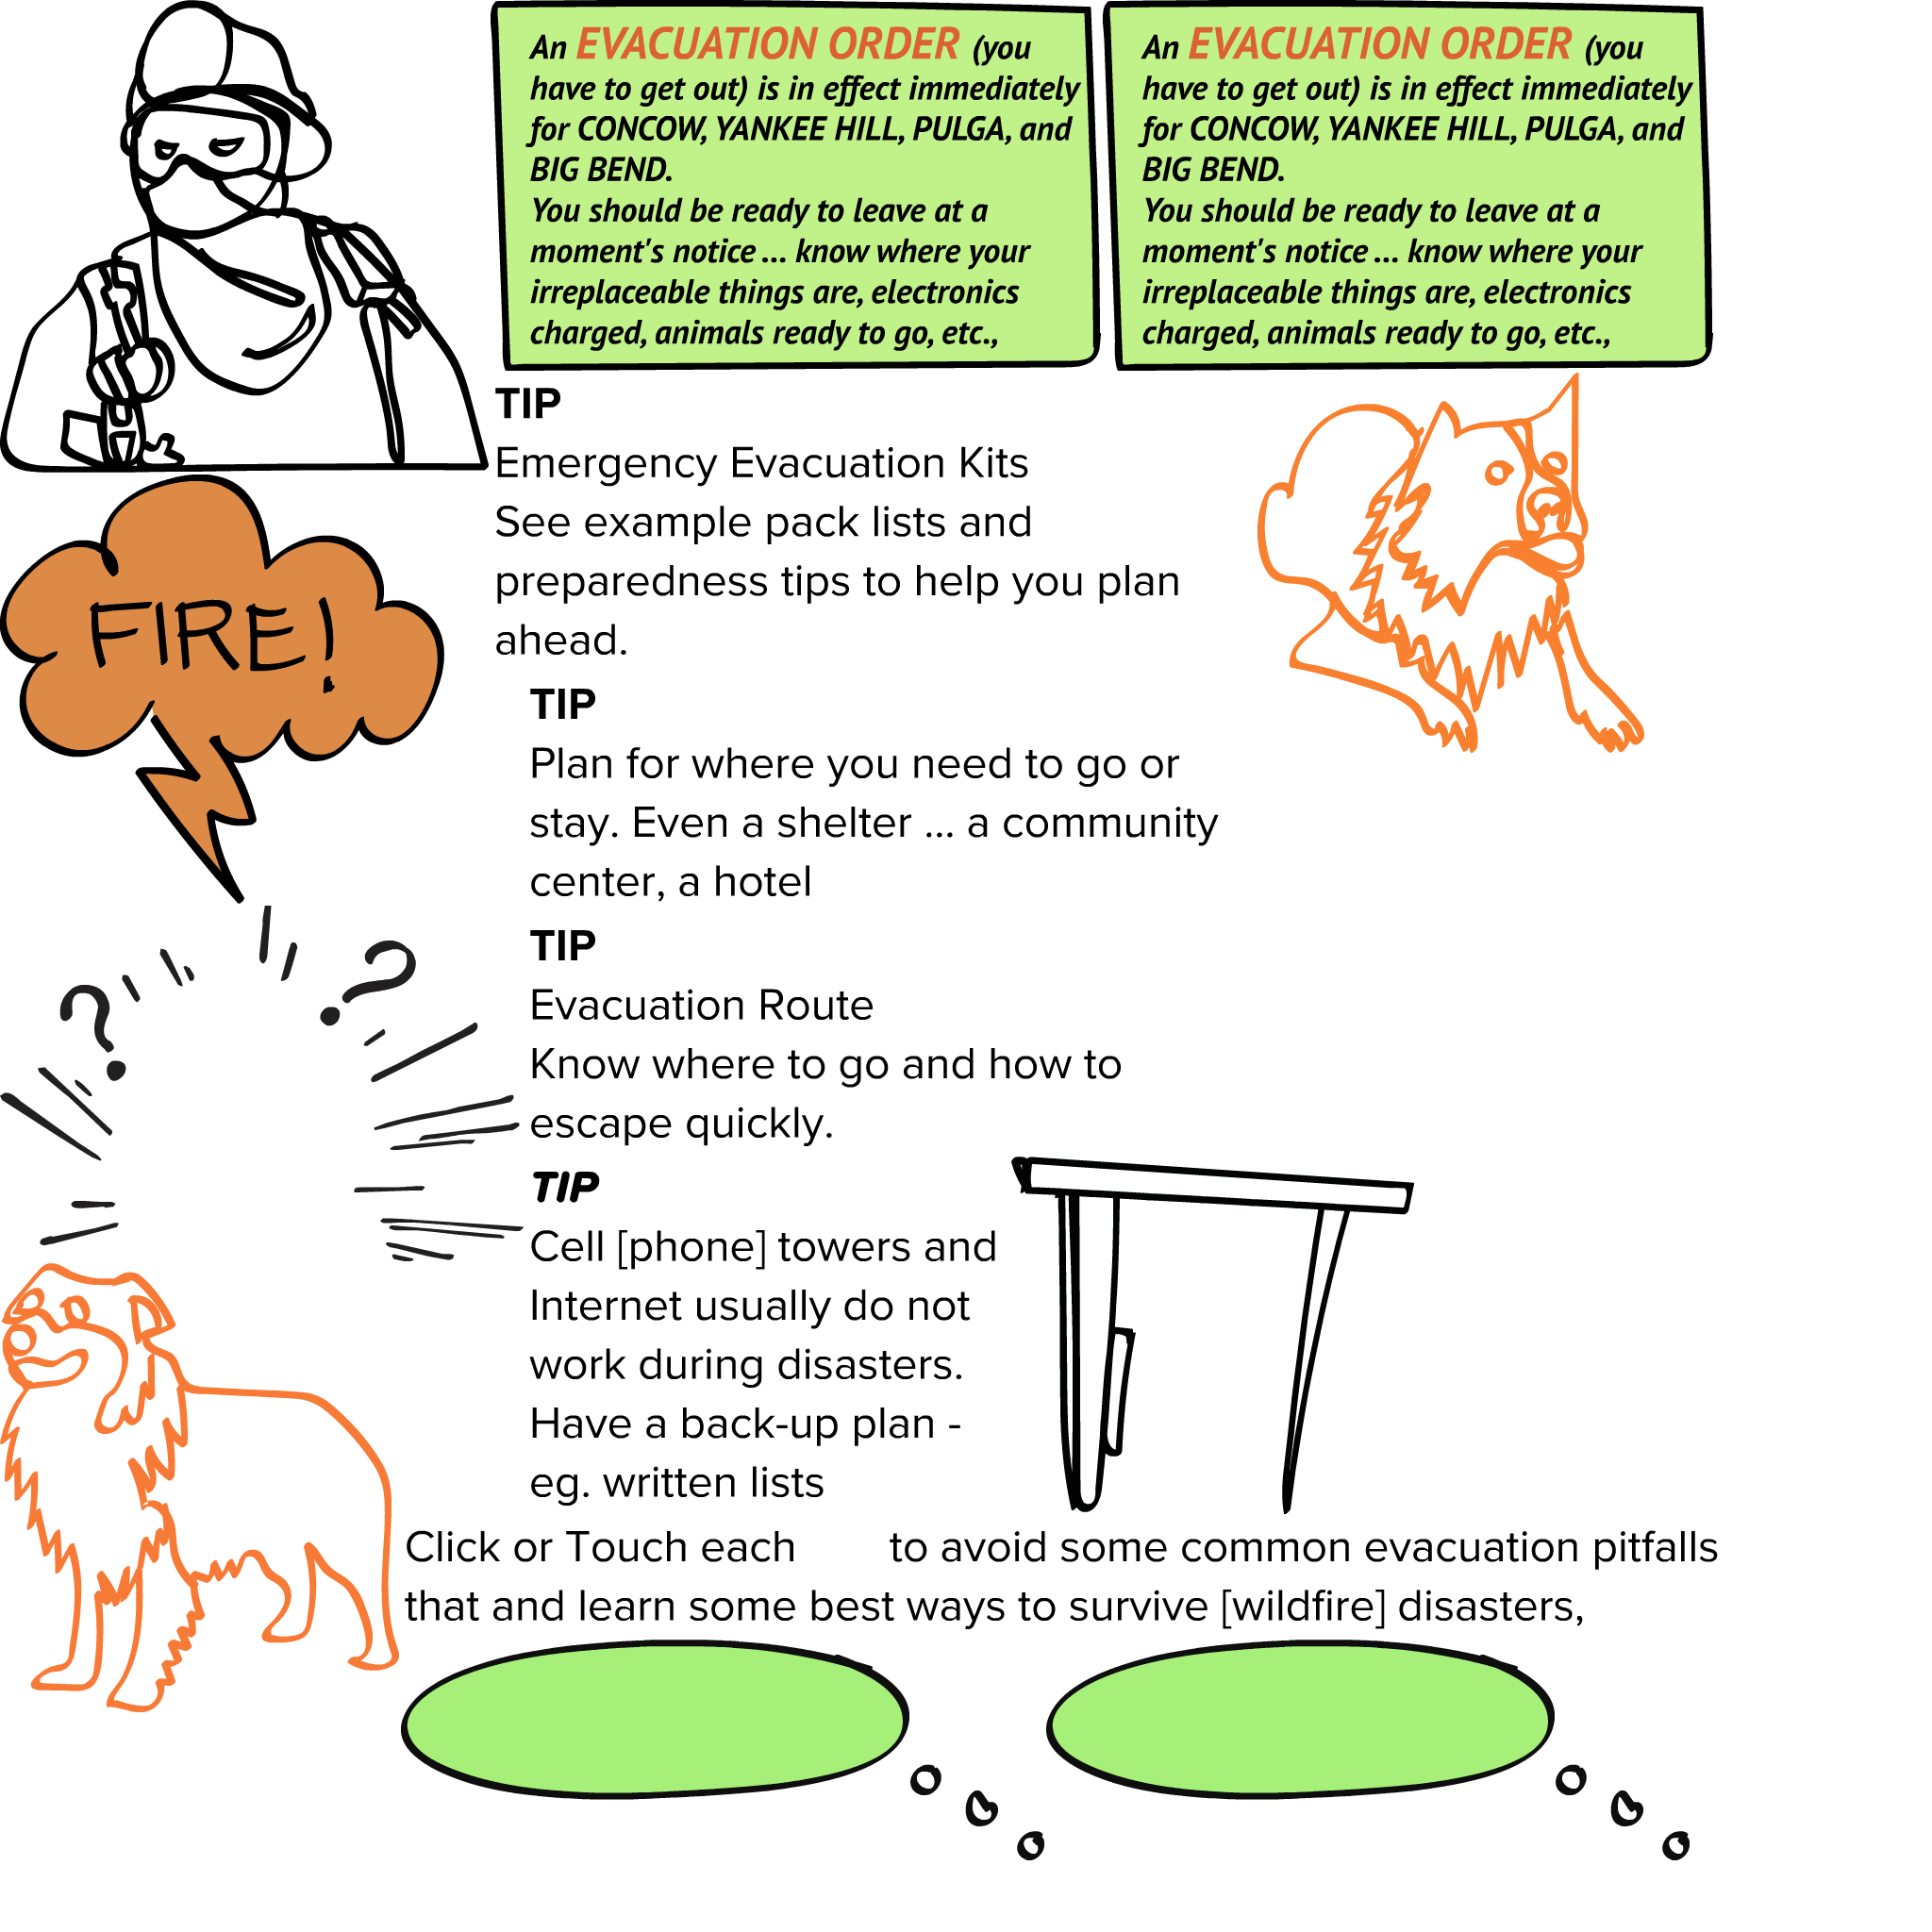 An EVACUATION ORDER (you
have to get out) is in effect immediately
for CONCOW, YANKEE HILL, PULGA, and
BIG BEND.
You should be ready to leave at a
moment's notice ... know where your
irreplaceable things are, electronics
charged, animals ready to go, etc.,
An EVACUATION ORDER (you
have to get out) is in effect immediately
for CONCOW, YANKEE HILL, PULGA, and
BIG BEND.
You should be ready to leave at a
moment's notice ... know where your
irreplaceable things are, electronics
charged, animals ready to go, etc.,
TIP
Emergency Evacuation Kits
See example pack lists and
preparedness tips to help you plan
ahead.
FIRE!
TIP
Plan for where you need to go or
stay. Even a shelter ... a community
center, a hotel
? ?
TIP
Evacuation Route
Know where to go and how to
escape quickly.
TIP
Cell [phone] towers and
Internet usually do not
work during disasters.
Have a back-up plan -
eg. written lists
Click or Touch each to avoid some common evacuation pitfalls
that and learn some best ways to survive [wildfire] disasters,